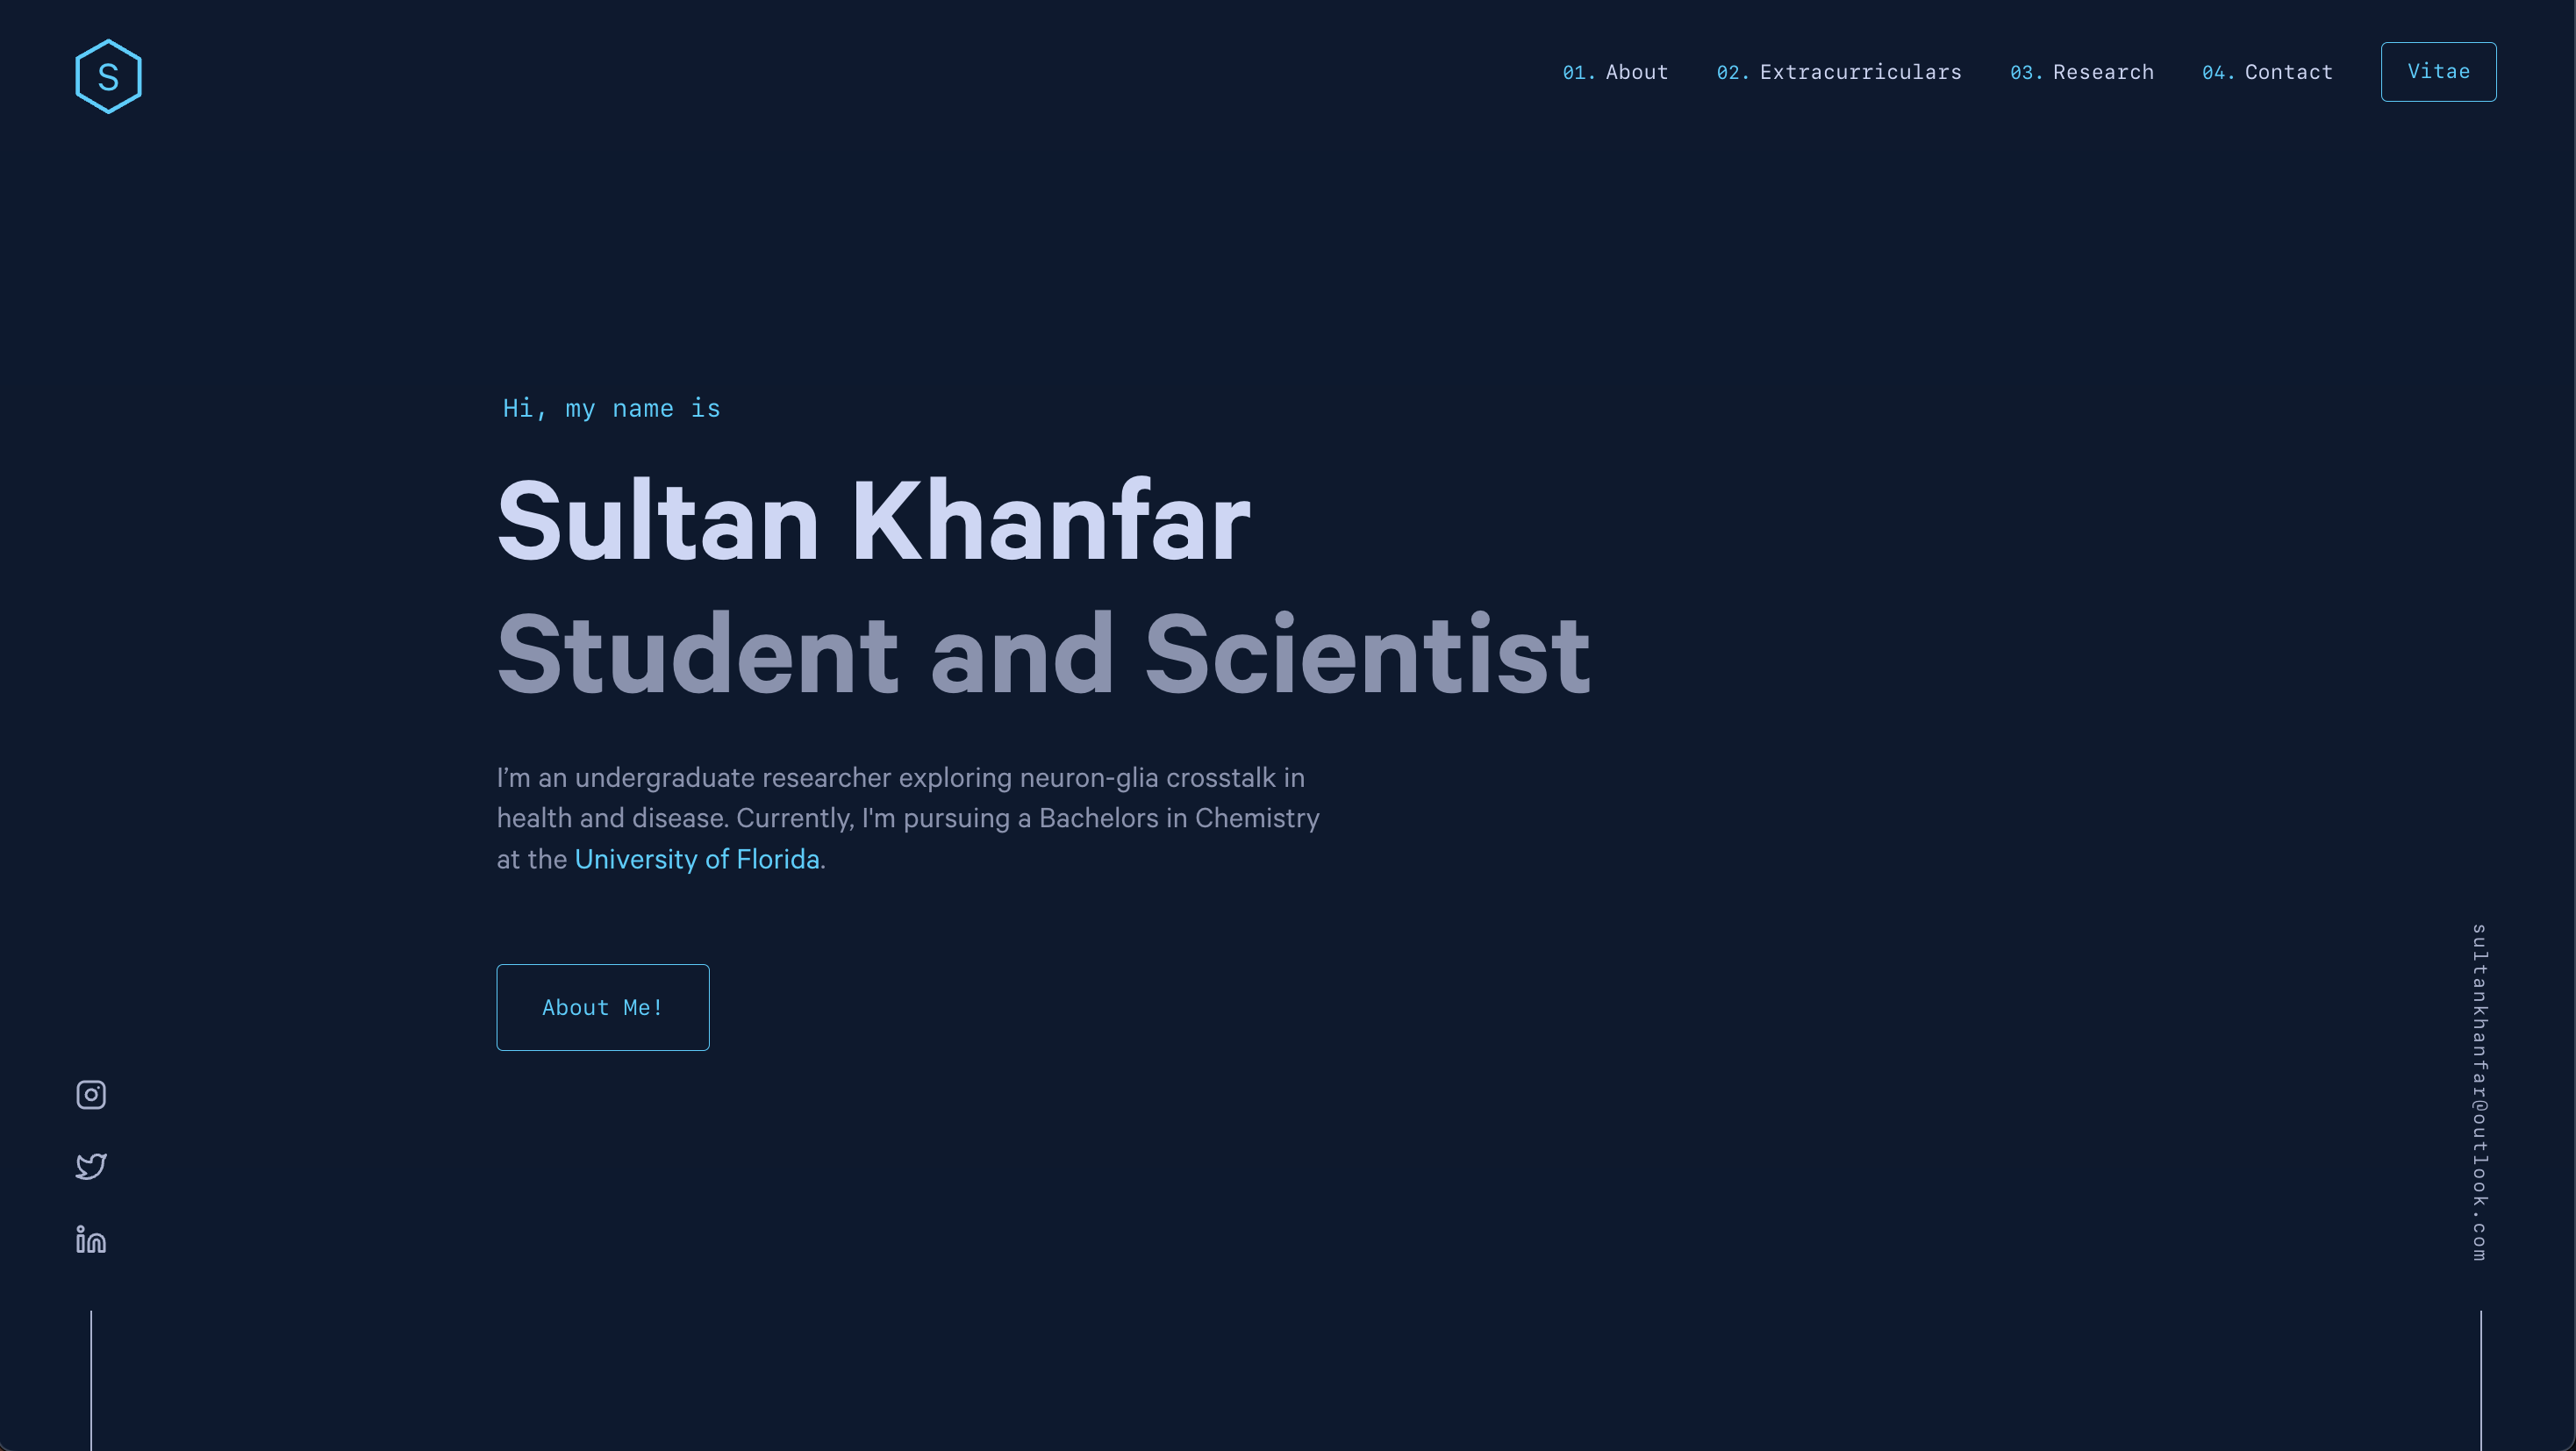 S
01. About 02. Extracurriculars 03. Research 04. Contact Vitae
Hi, my name is
Sultan Khanfar
Student and Scientist
I’m an undergraduate researcher exploring neuron-glia crosstalk in
health and disease. Currently, I'm pursuing a Bachelors in Chemistry
at the University of Florida.
About Me!
in
sultankhanfar@outlook.com